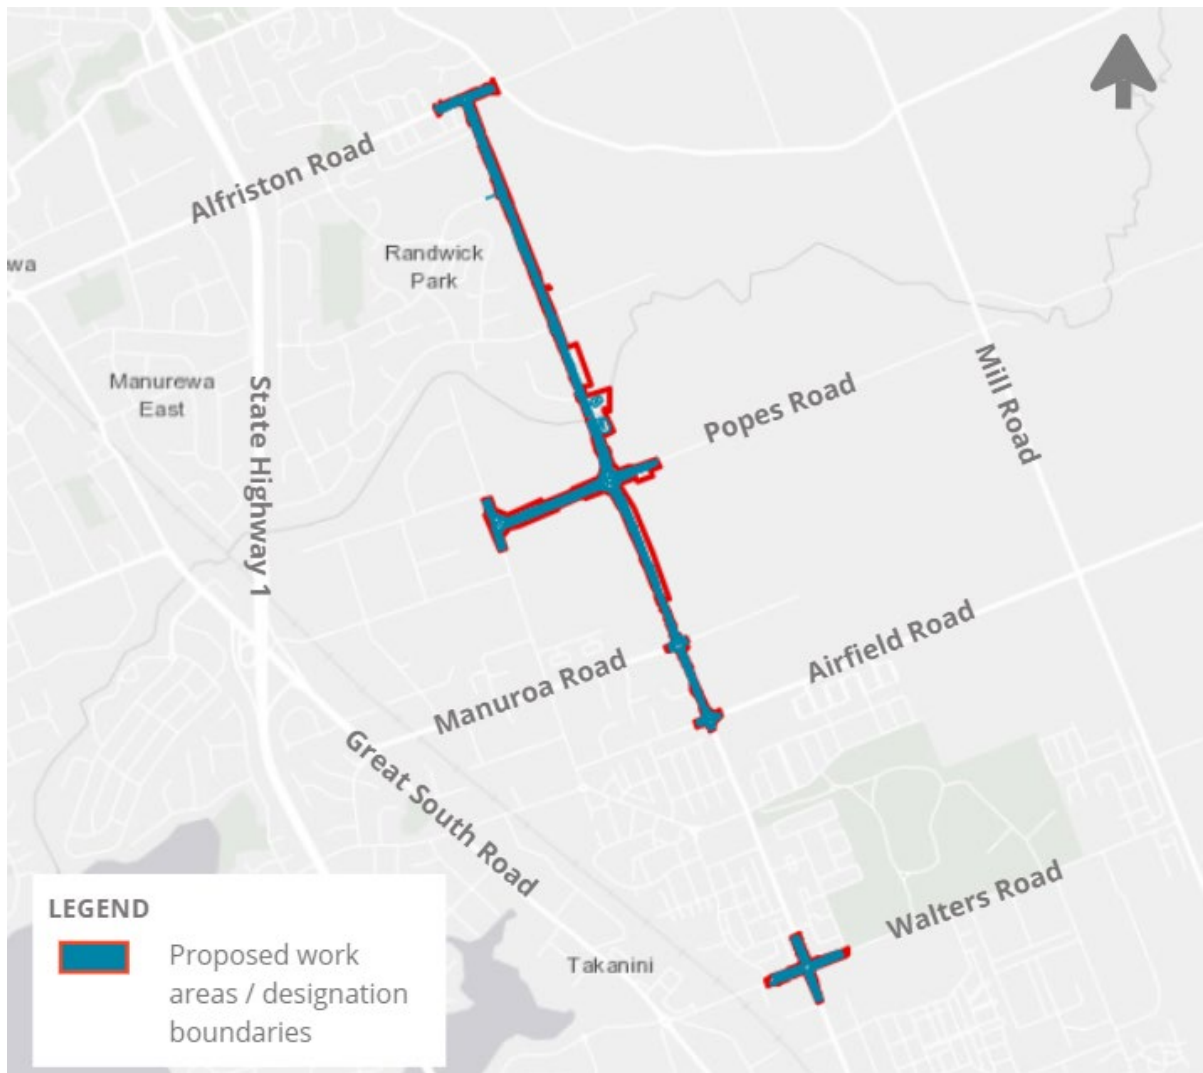 Alfriston Road
Randwick
Park
wa
Manurewa
East
State Highway 1
Popes Road
Mill Road
Manuroa Road
Airfield Road
Great South Road
Walters Road
Takanini
LEGEND
Proposed work
areas / designation
boundaries